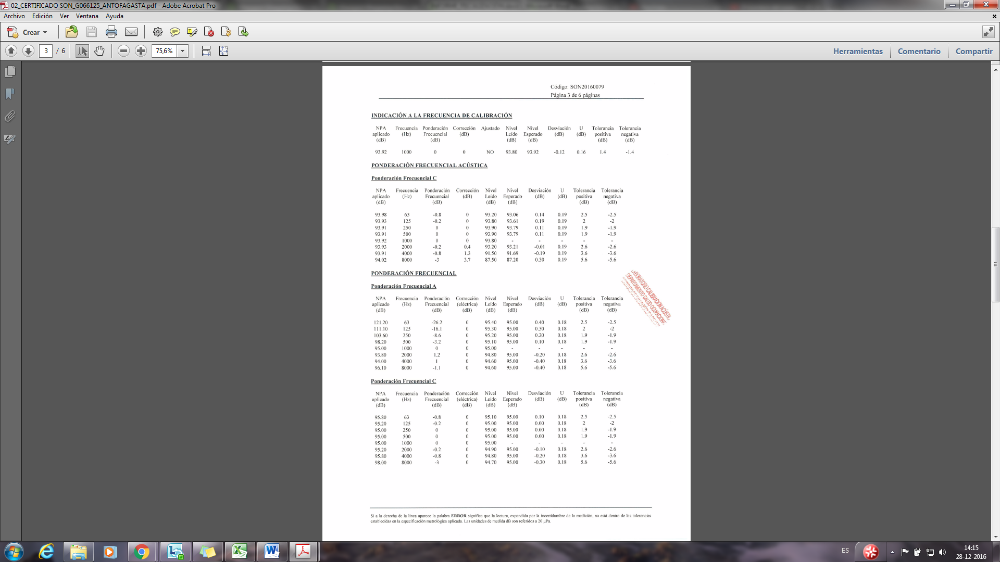 02_CERTIFICADO SON_G066125_ANTOFAGASTA.pdf - Adobe Acrobat Pro
Archivo Edición Ver Ventana Ayuda
Crear
3 / 6 75,6% Herramientas Comentario Compartir
Código: SON20160079
Página 3 de 6 páginas
INDICACIÓN A LA FRECUENCIA DE CALIBRACIÓN
NPA Frecuencia Ponderación Corrección Ajustado Nivel Nivel Desviación U Tolerancia Tolerancia
aplicado (Hz) Frecuencial (dB) Leído Esperado (dB) (dB) positiva negativa
(dB) (dB) (dB) (dB) (dB) (dB)
93.92 1000 0 0 NO 93.80 93.92 -0.12 0.16 1.4 -1.4
PONDERACIÓN FRECUENCIAL ACÚSTICA
Ponderación Frecuencial C
NPA Frecuencia Ponderación Corrección Nivel Nivel Desviación U Tolerancia Tolerancia
aplicado (Hz) Frecuencial (dB) Leído Esperado (dB) (dB) positiva negativa
(dB) (dB) (dB) (dB) (dB) (dB)
93.98 63 -0.8 0 93.20 93.06 0.14 0.19 2.5 -2.5
93.93 125 -0.2 0 93.80 93.61 0.19 0.19 2 -2
93.91 250 0 0 93.90 93.79 0.11 0.19 1.9 -1.9
93.91 500 0 0 93.90 93.79 0.11 0.19 1.9 -1.9
93.92 1000 0 0 93.80 - - - - -
93.93 2000 -0.2 0.4 93.20 93.21 -0.01 0.19 2.6 -2.6
93.91 4000 -0.8 1.3 91.50 91.69 -0.19 0.19 3.6 -3.6
94.02 8000 -3 3.7 87.50 87.20 0.30 0.19 5.6 -5.6
PONDERACIÓN FRECUENCIAL
LABORATORIO CALIBRACION ACÚSTIC
DEPARTAMENTO SALUD OCUPACIONA
Ponderación Frecuencial A
NPA Frecuencia Ponderación Corrección Nivel Nivel Desviación U Tolerancia Tolerancia
aplicado (Hz) Frecuencial (eléctrica) Leído Esperado (dB) (dB) positiva negativa
(dB) (dB) (dB) (dB) (dB) (dB) (dB)
121.20 63 -26.2 0 95.40 95.00 0.40 0.18 2.5 -2.5
111.10 125 -16.1 0 95.30 95.00 0.30 0.18 2 -2
103.60 250 -8.6 0 95.20 95.00 0.20 0.18 1.9 -1.9
98.20 500 -3.2 0 95.10 95.00 0.10 0.18 1.9 -1.9
95.00 1000 0 0 95.00 - - - - -
93.80 2000 1.2 0 94.80 95.00 -0.20 0.18 2.6 -2.6
94.00 4000 1 0 94.60 95.00 -0.40 0.18 3.6 -3.6
96.10 8000 -1.1 0 94.60 95.00 -0.40 0.18 5.6 -5.6
Ponderación Frecuencial C
NPA Frecuencia Ponderación Corrección Nivel Nivel Desviación U Tolerancia Tolerancia
aplicado (Hz) Frecuencial (eléctrica) Leído Esperado (dB) (dB) positiva negativa
(dB) (dB) (dB) (dB) (dB) (dB) (dB)
95.80 63 -0.8 0 95.10 95.00 0.10 0.18 2.5 -2.5
95.20 125 -0.2 0 95.00 95.00 0.00 0.18 2 -2
95.00 250 0 0 95.00 95.00 0.00 0.18 1.9 -1.9
95.00 500 0 0 95.00 95.00 0.00 0.18 1.9 -1.9
95.00 1000 0 0 95.00 - - - - -
95.20 2000 -0.2 0 94.90 95.00 -0.10 0.18 2.6 -2.6
95.80 4000 -0.8 0 94.80 95.00 -0.20 0.18 3.6 -3.6
98.00 8000 -3 0 94.70 95.00 -0.30 0.18 5.6 -5.6
Si a la derecha de la línea aparece la palabra ERROR significa que la lectura, expandida por la incertidumbre de la medición, no está dentro de las tolerancias
establecidas en la especificación metrológica aplicada. Las unidades de medida dB son referidos a 20 µPa.
ES 14:15
28-12-2016